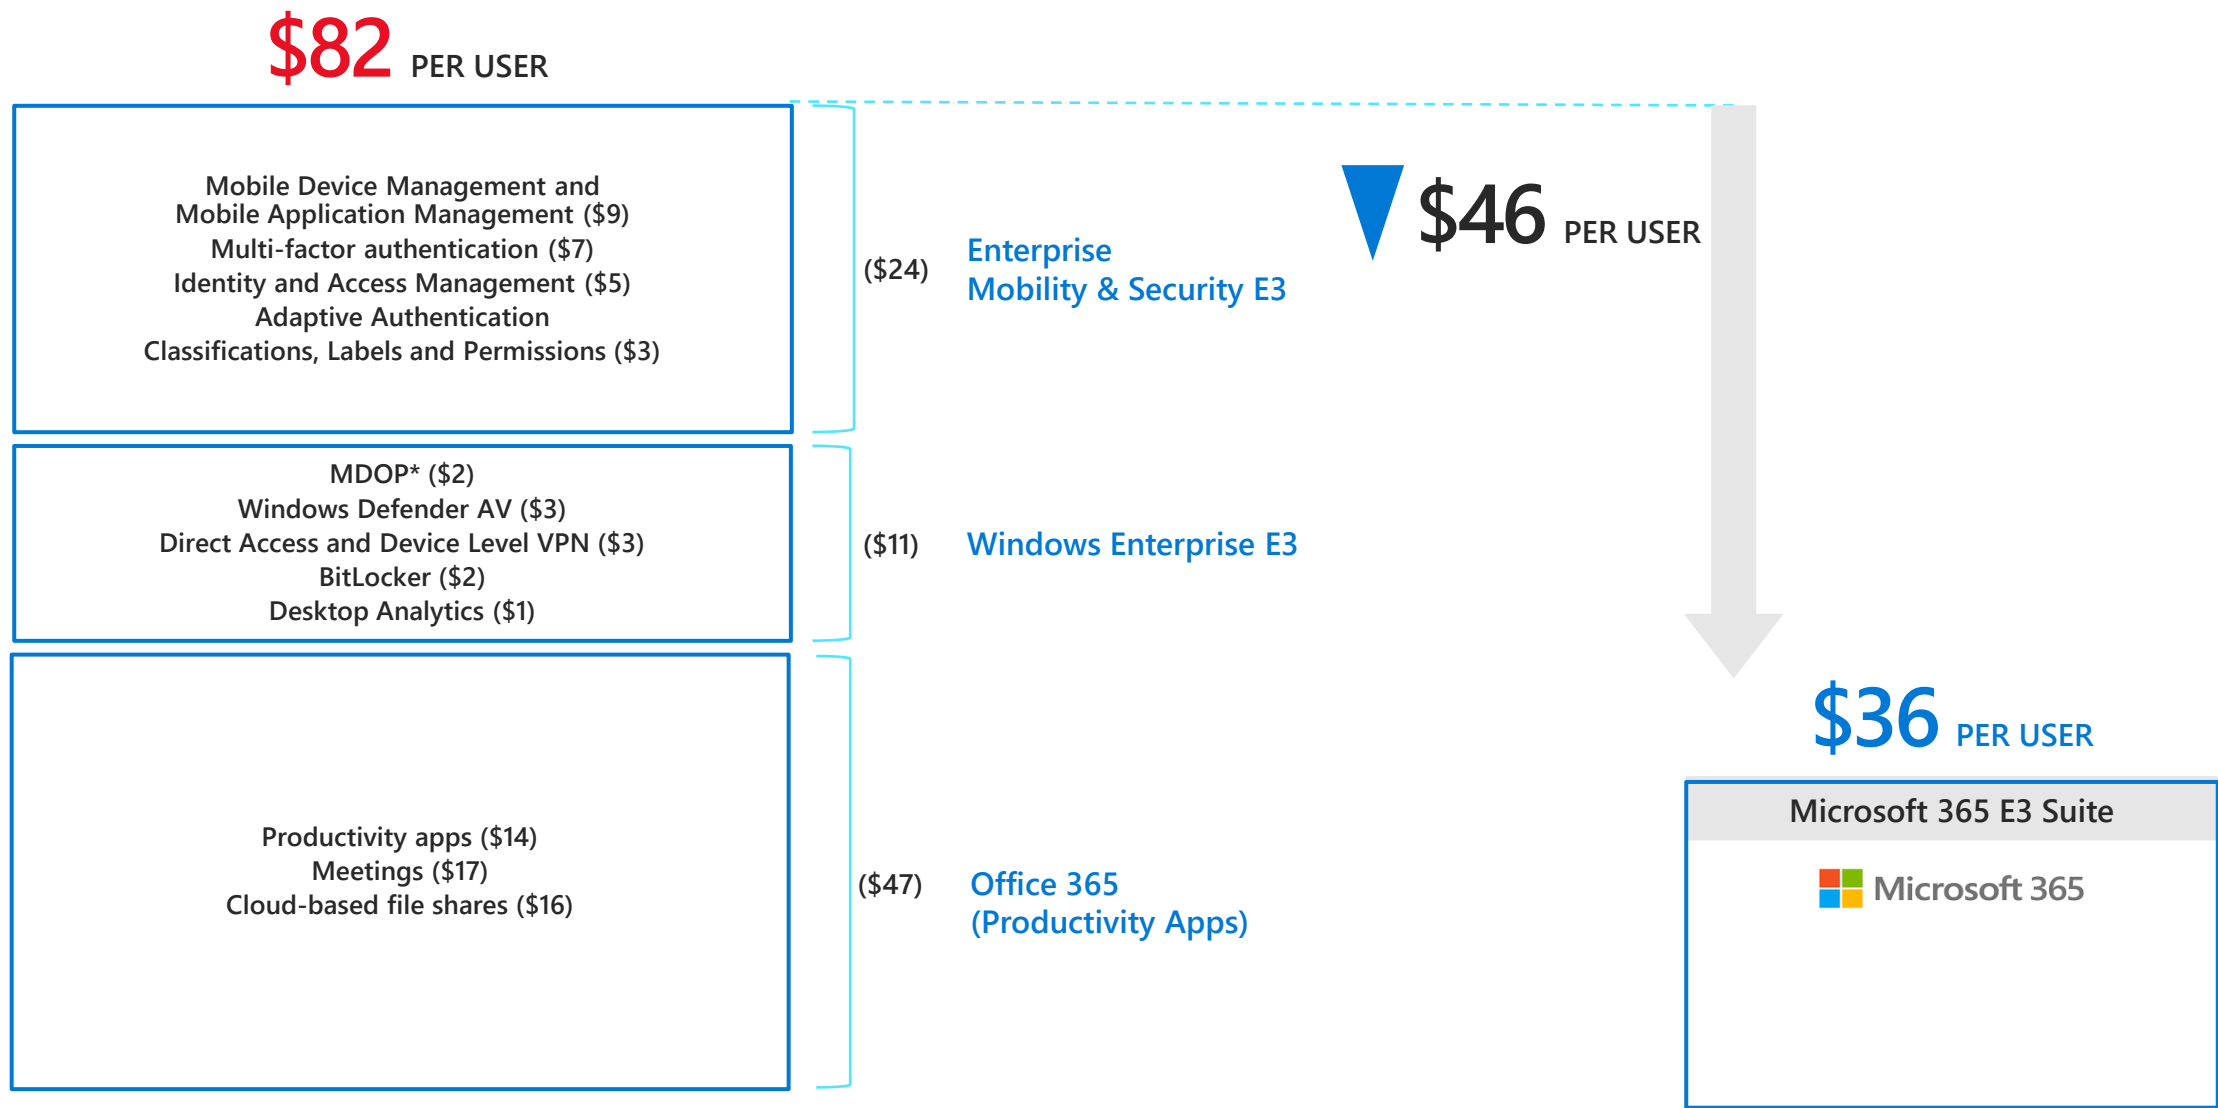 $82 PER USER
Mobile Device Management and
Mobile Application Management ($9)
Multi-factor authentication ($7)
Identity and Access Management ($5)
Adaptive Authentication
Classifications, Labels and Permissions ($3)
($24)
Enterprise
Mobility & Security E3
$46 PER USER
MDOP* ($2)
Windows Defender AV ($3)
Direct Access and Device Level VPN ($3)
BitLocker ($2)
Desktop Analytics ($1)
($11)
Windows Enterprise E3
Productivity apps ($14)
Meetings ($17)
Cloud-based file shares ($16)
($47)
Office 365
(Productivity Apps)
$36 PER USER
Microsoft 365 E3 Suite
Microsoft 365